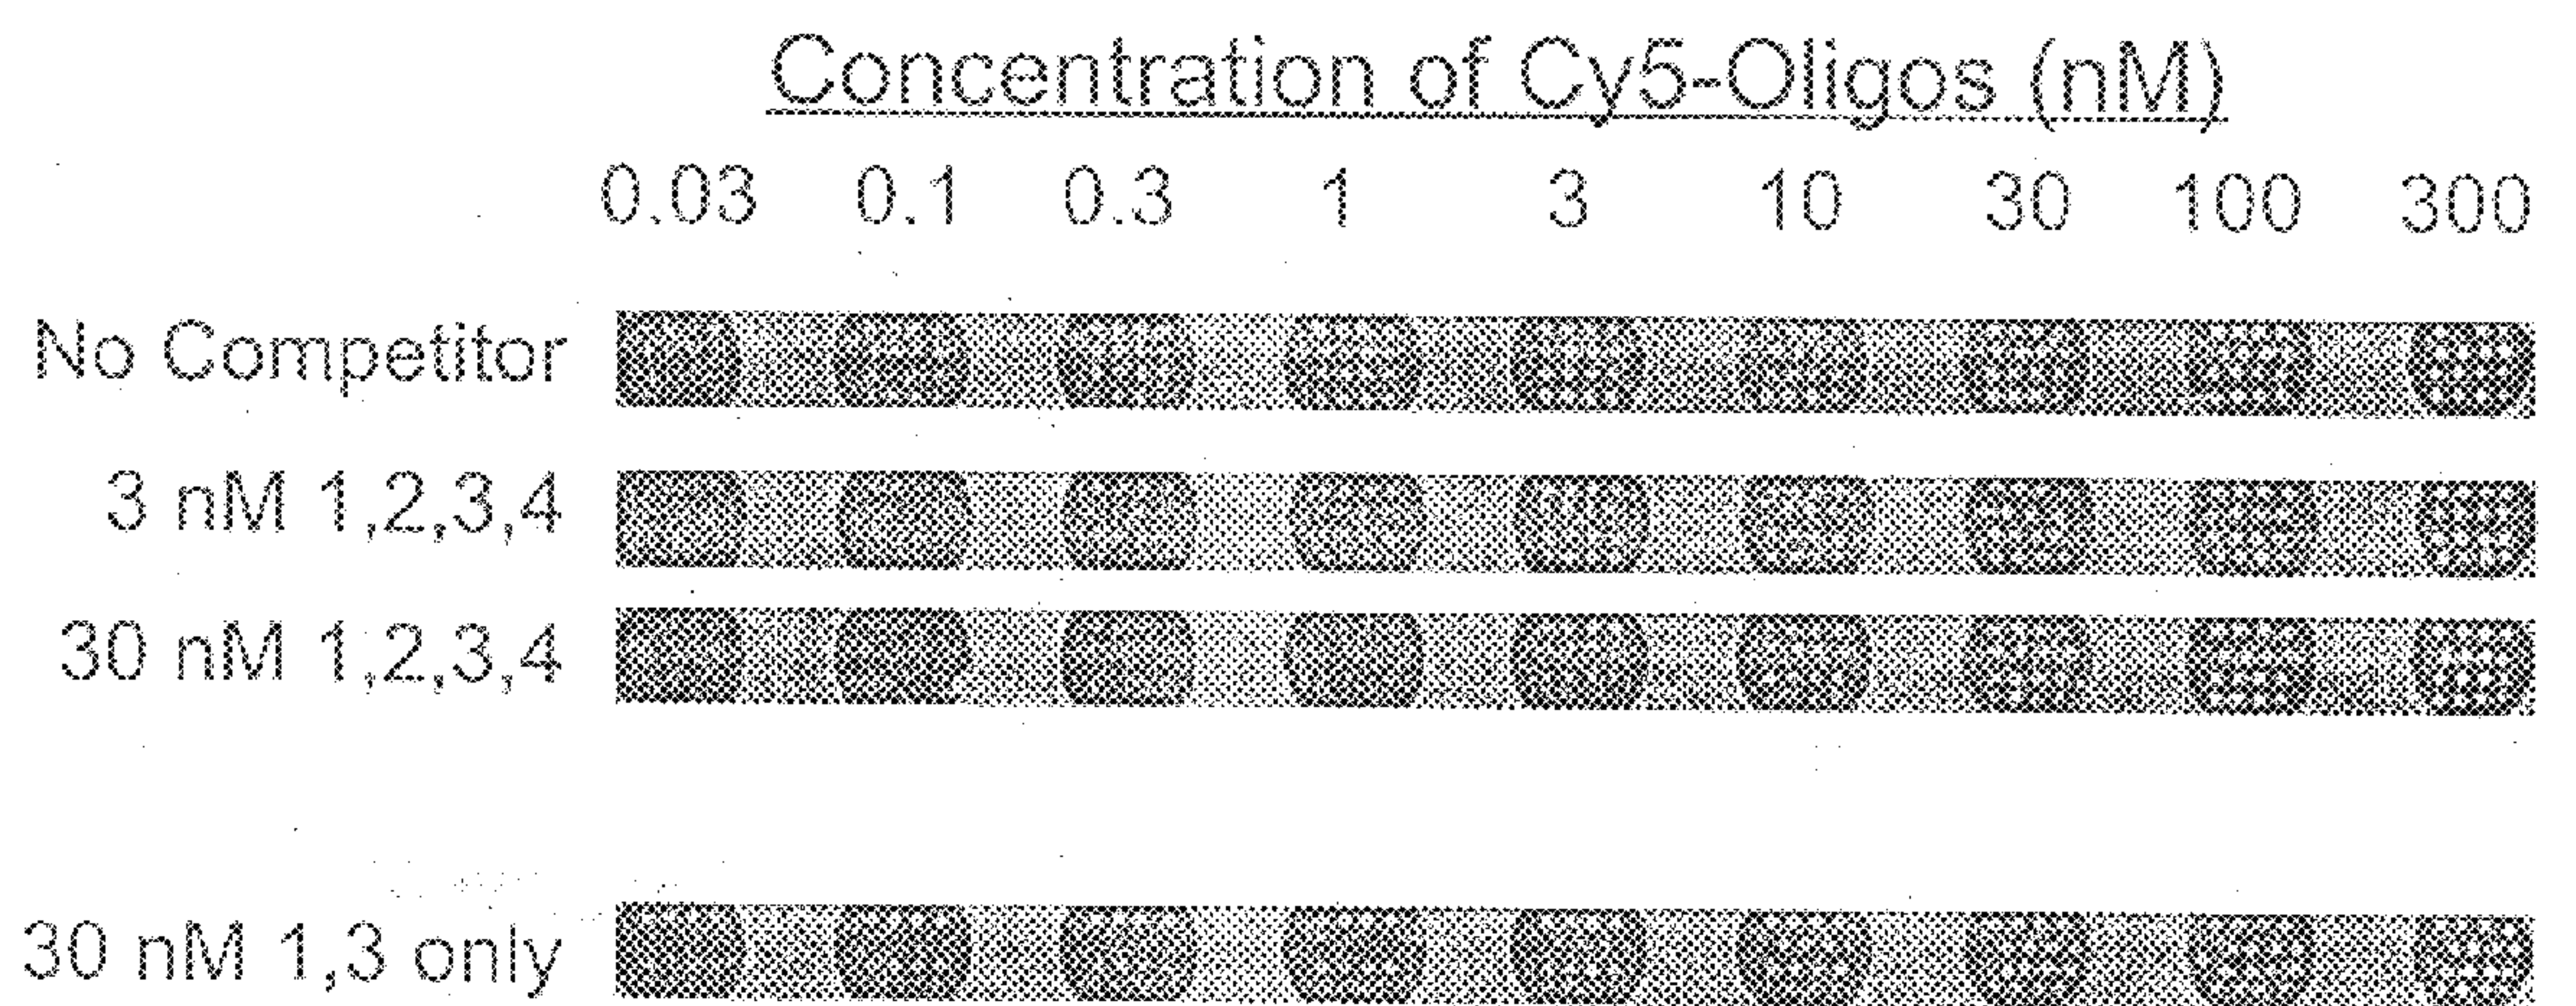 Concentration of Cy5-Oligos (nM)
0.03 0.1 0.3 1 3 10 30 100 300
No Competitor
3 nM 1,2,3,4
30 nM 1,2,3,4
30 nM 1,3 only